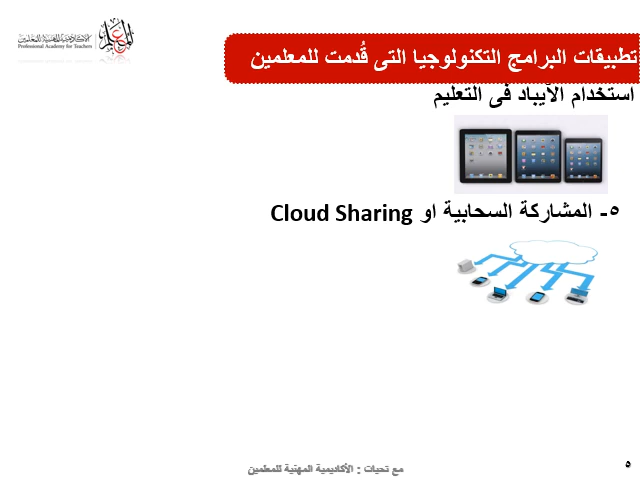 الأكاديمية المهنية للمعلمين
Professional Academy for Teachers
تطبيقات البرامج التكنولوجيا التى قُدمت للمعلمين
استخدام الآيباد فى التعليم
٥- المشاركة السحابية او Cloud Sharing
مع تحيات : الأكاديمية المهنية للمعلمين
٥